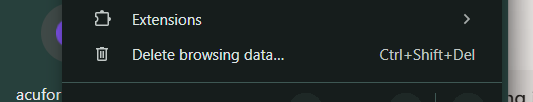 Extensions
Delete browsing data... Ctrl+Shift+Del
acufor